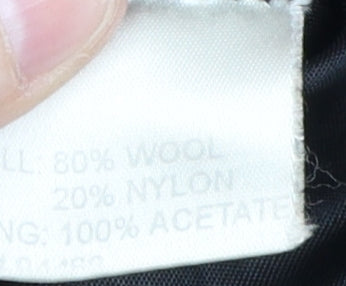 LL: 80% WOOL
20% NYLON
NG: 100% ACETATE